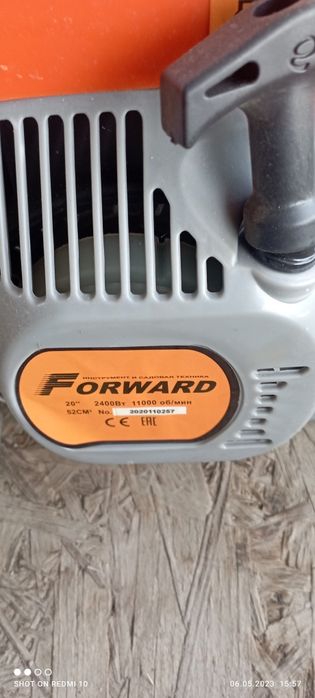 ИНСТРУМЕНТ И САДОВАЯ ТЕХНИКА
FORWARD
20" 2400Вт 11000 об/мин
52СМ³ No. 2020110257
CE EAC
SHOT ON REDMI 10
06.05.2023 15:57